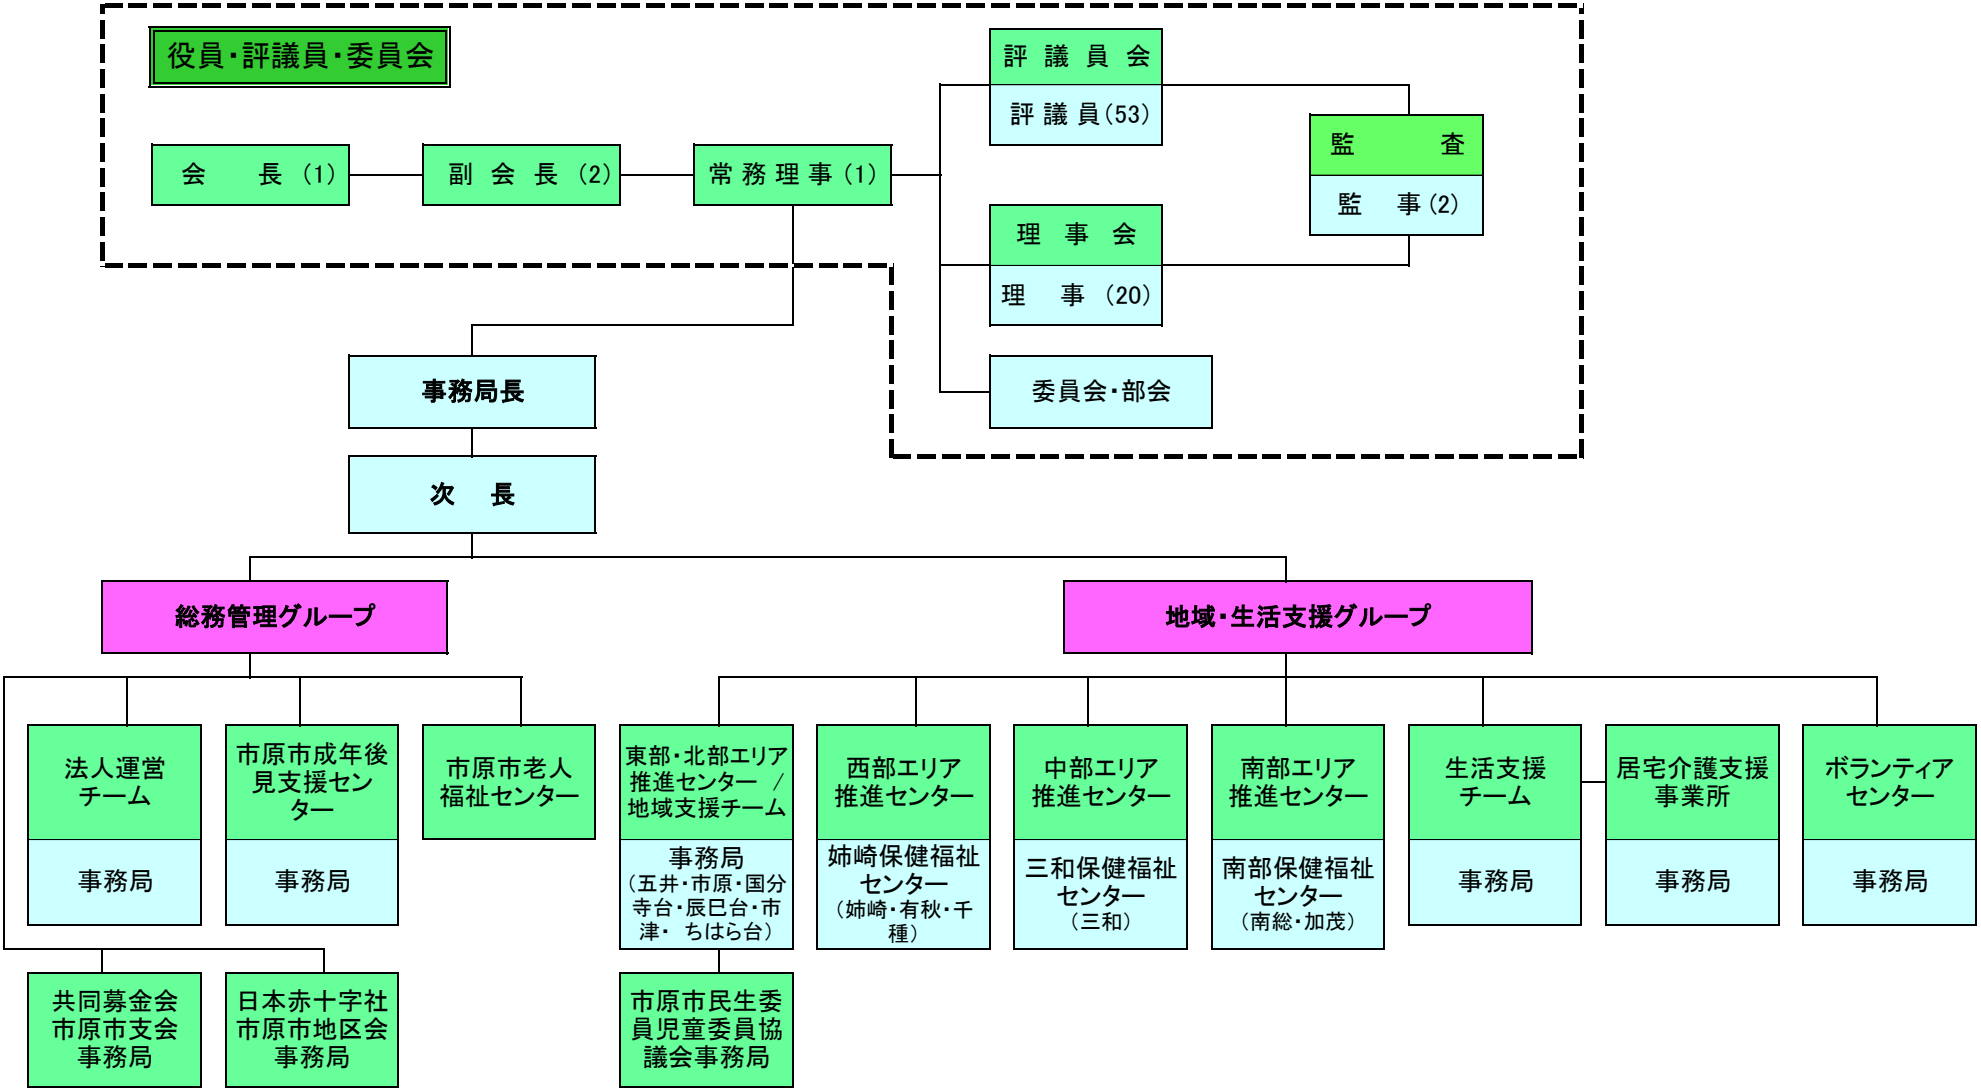 役員・評議員・委員会
評議員会
評議員(53)
監査
監事(2)
会長(1)
副会長(2)
常務理事(1)
理事会
理事(20)
委員会・部会
事務局長
次長
総務管理グループ
地域・生活支援グループ
法人運営
チーム
事務局
市原市成年後
見支援セン
ター
事務局
市原市老人
福祉センター
東部・北部エリア
推進センター /
地域支援チーム
事務局
(五井・市原・国分
寺台・辰巳台・市
津・ ちはら台)
西部エリア
推進センター
姉崎保健福祉
センター
(姉崎・有秋・千
種)
中部エリア
推進センター
三和保健福祉
センター
(三和)
南部エリア
推進センター
南部保健福祉
センター
(南総・加茂)
生活支援
チーム
事務局
居宅介護支援
事業所
事務局
ボランティア
センター
事務局
共同募金会
市原市支会
事務局
日本赤十字社
市原市地区会
事務局
市原市民生委
員児童委員協
議会事務局